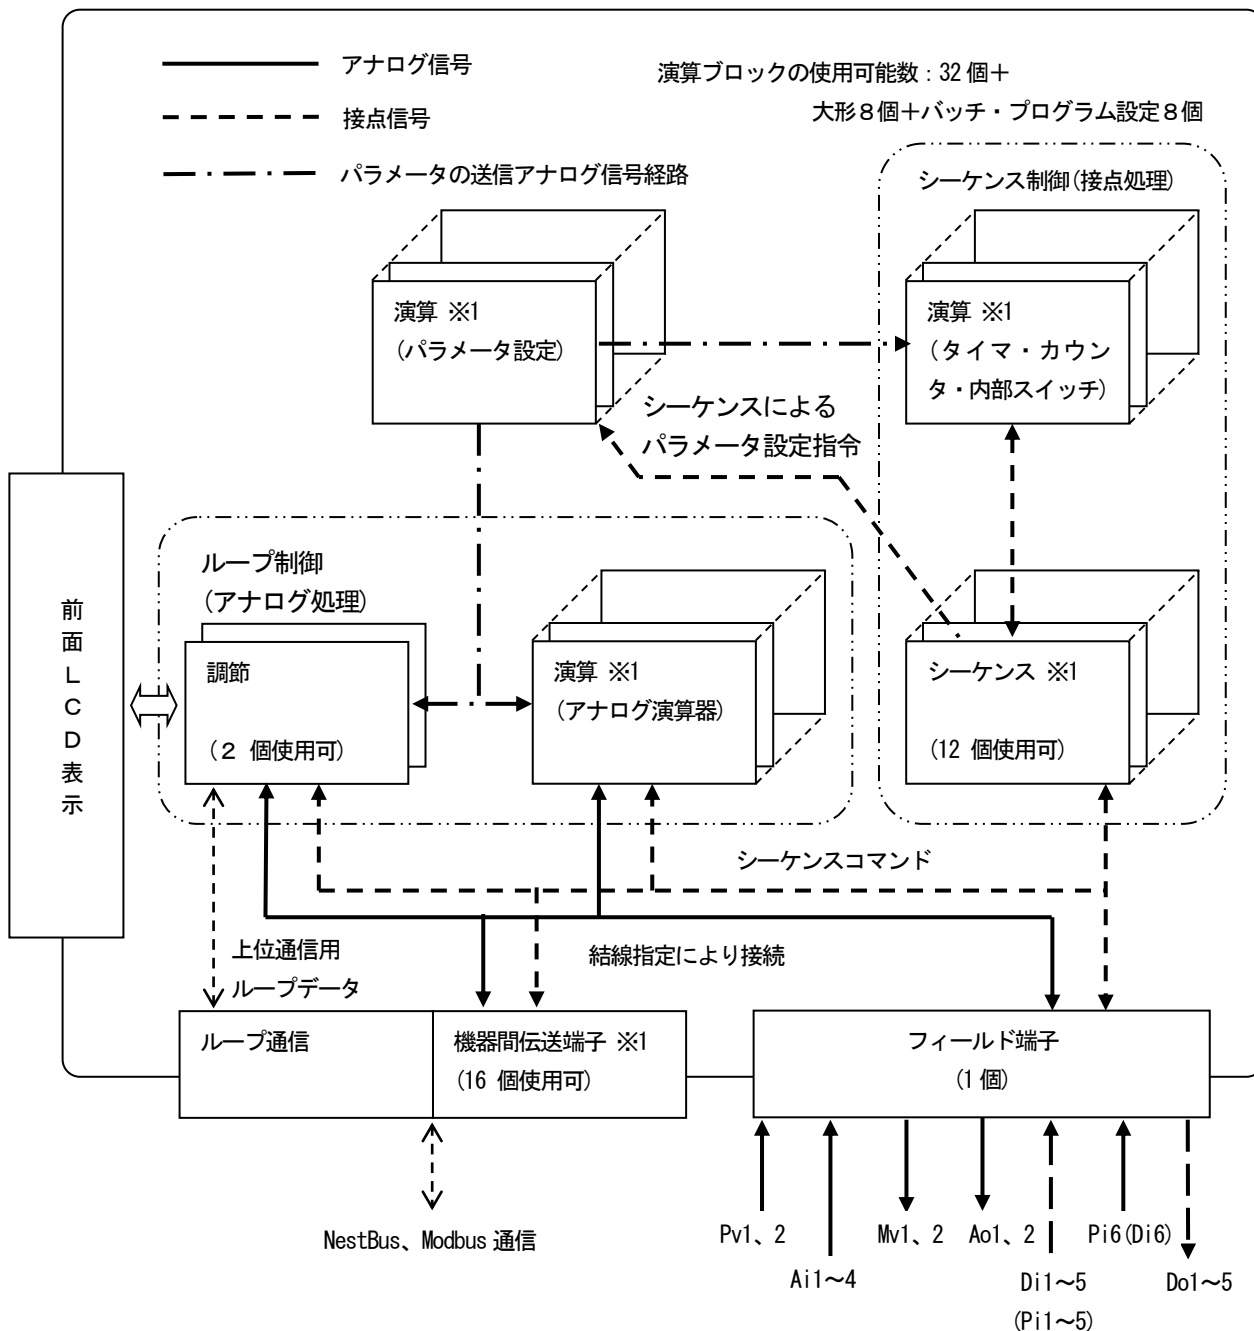 アナログ信号
接点信号
パラメータの送信アナログ信号経路
演算ブロックの使用可能数：32 個＋
大形８個＋バッチ・プログラム設定８個
シーケンス制御(接点処理)
演算 ※1
(パラメータ設定)
演算 ※1
(タイマ・カウン
タ・内部スイッチ)
シーケンスによる
パラメータ設定指令
前面ＬＣＤ表示
ループ制御
(アナログ処理)
調節
(２ 個使用可)
演算 ※1
(アナログ演算器)
シーケンス ※1
(12 個使用可)
シーケンスコマンド
上位通信用
ループデータ
結線指定により接続
ループ通信
機器間伝送端子 ※1
(16 個使用可)
フィールド端子
(1 個)
NestBus、Modbus 通信
Pv1、2
Ai1～4
Mv1、2
Ao1、2
Di1～5
(Pi1～5)
Pi6(Di6)
Do1～5